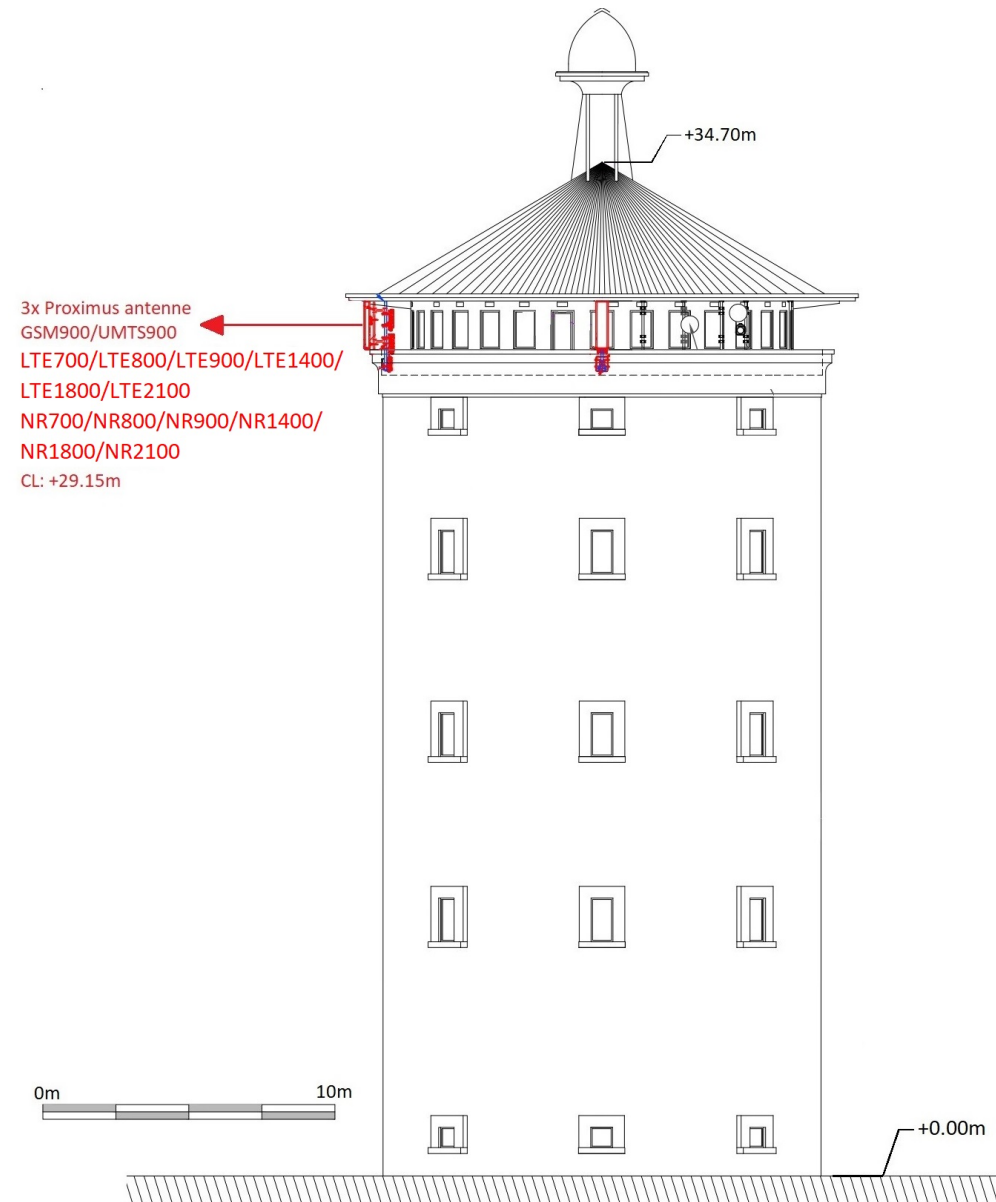 +34.70m
3x Proximus antenne
GSM900/UMTS900
LTE700/LTE800/LTE900/LTE1400/
LTE1800/LTE2100
NR700/NR800/NR900/NR1400/
NR1800/NR2100
CL: +29.15m
0m 10m
+0.00m